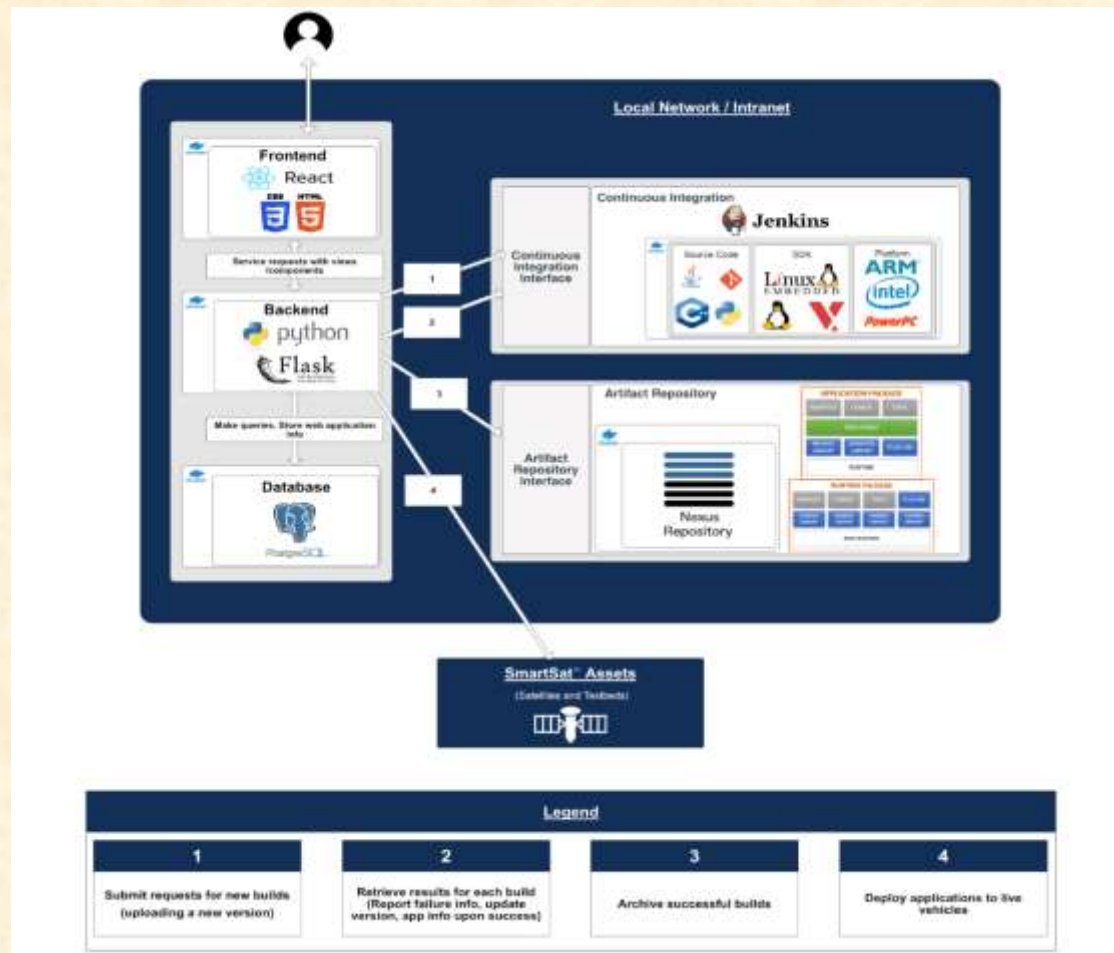 Local Network / Intranet
Frontend
React
CSS
3
HTML
5
Service requests with views
/components
Backend
python
Flask
Make queries. Store web application
info
Database
PostgreSQL
1
2
3
4
Continuous
Integration
Interface
Continuous Integration
Jenkins
Source Code
SDK
Platform
Linux
EMBEDDED
ARM
intel
PowerPC
Artifact
Repository
Interface
Artifact Repository
Nexus
Repository
APPLICATION PACKAGE
RUNTIME PACKAGE
SmartSat™ Assets
(Satellites and Testbeds)
Legend
1
Submit requests for new builds
(uploading a new version)
2
Retrieve results for each build
(Report failure info, update
version, app info upon success)
3
Archive successful builds
4
Deploy applications to live
vehicles